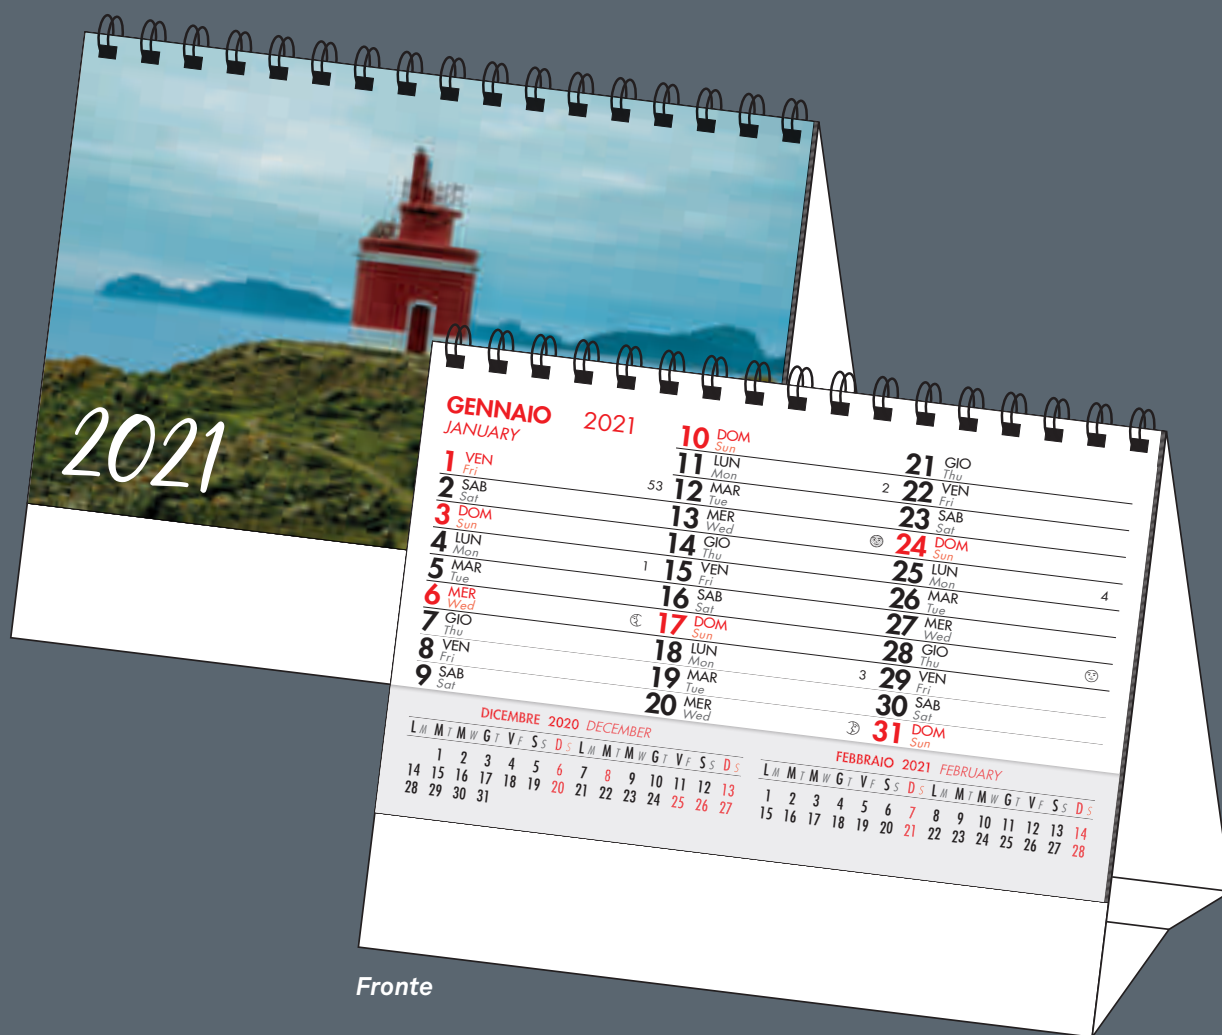 2021
GENNAIO 2021
JANUARY
1 VEN Fri
2 SAB Sat 53
3 DOM Sun
4 LUN Mon
5 MAR Tue 1
6 MER Wed
7 GIO Thu
8 VEN Fri
9 SAB Sat
10 DOM Sun
11 LUN Mon
12 MAR Tue 2
13 MER Wed
14 GIO Thu
15 VEN Fri
16 SAB Sat
17 DOM Sun
18 LUN Mon
19 MAR Tue 3
20 MER Wed
21 GIO Thu
22 VEN Fri
23 SAB Sat
24 DOM Sun
25 LUN Mon
26 MAR Tue 4
27 MER Wed
28 GIO Thu
29 VEN Fri
30 SAB Sat
31 DOM Sun
DICEMBRE 2020 DECEMBER
L M M T M W G T V F S S D S L M M T M W G T V F S S D S
1 2 3 4 5 6 7 8 9 10 11 12 13
14 15 16 17 18 19 20 21 22 23 24 25 26 27
28 29 30 31
FEBBRAIO 2021 FEBRUARY
L M M T M W G T V F S S D S L M M T M W G T V F S S D S
1 2 3 4 5 6 7 8 9 10 11 12 13 14
15 16 17 18 19 20 21 22 23 24 25 26 27 28
Fronte